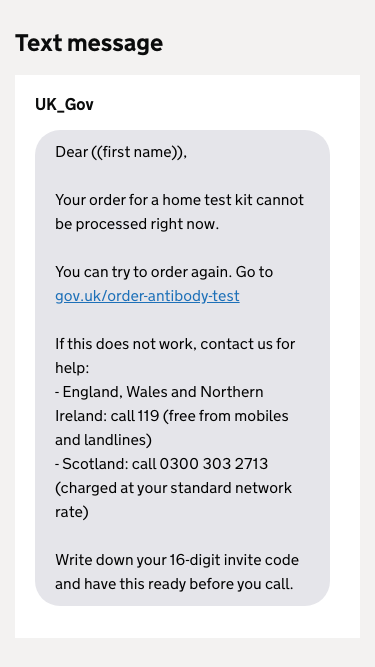 Text message
UK_Gov
Dear ((first name)),
Your order for a home test kit cannot
be processed right now.
You can try to order again. Go to
gov.uk/order-antibody-test
If this does not work, contact us for
help:
- England, Wales and Northern
Ireland: call 119 (free from mobiles
and landlines)
- Scotland: call 0300 303 2713
(charged at your standard network
rate)
Write down your 16-digit invite code
and have this ready before you call.